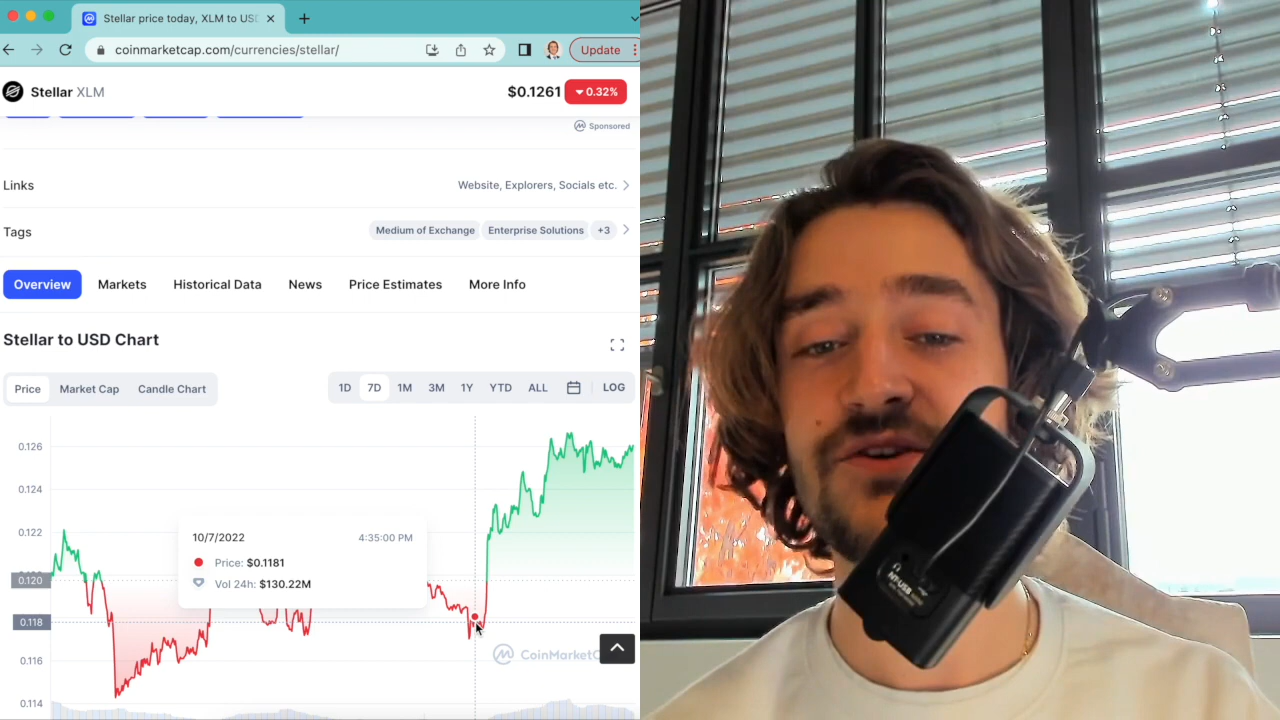 Stellar price today, XLM to USD
coinmarketcap.com/currencies/stellar/
Update
Stellar XLM
$0.1261
0.32%
Sponsored
Links
Website, Explorers, Socials etc.
Tags
Medium of Exchange
Enterprise Solutions
+3
Overview
Markets
Historical Data
News
Price Estimates
More Info
Stellar to USD Chart
Price
Market Cap
Candle Chart
1D
7D
1M
3M
1Y
YTD
ALL
LOG
0.126
0.124
0.122
0.120
0.118
0.116
0.114
10/7/2022
4:35:00 PM
Price: $0.1181
Vol 24h: $130.22M
CoinMarketC
NT-USB